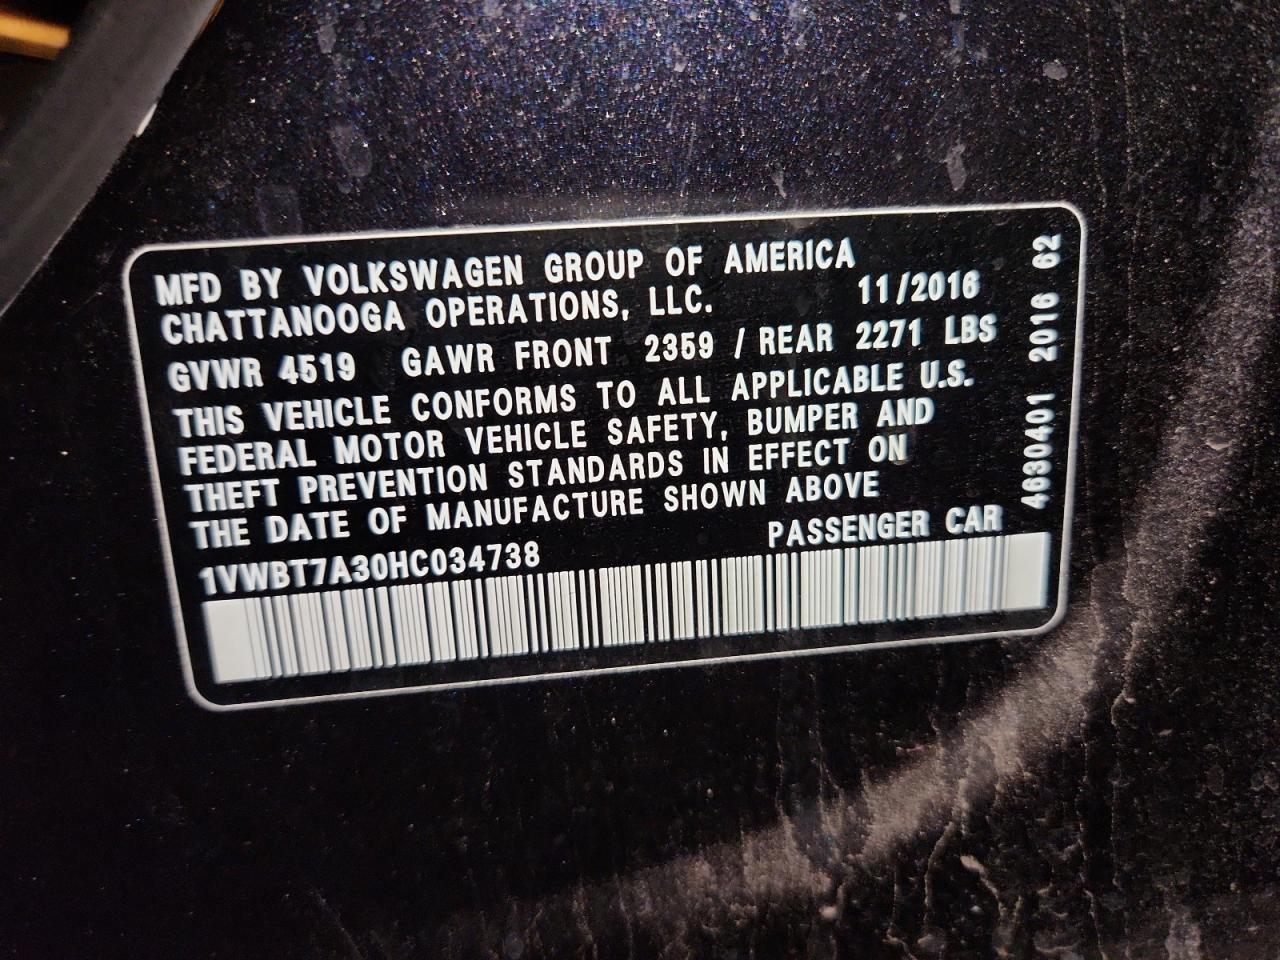 MFD BY VOLKSWAGEN GROUP OF AMERICA
CHATTANOOGA OPERATIONS, LLC. 11/2016
GVWR 4519 GAWR FRONT 2359 / REAR 2271 LBS
THIS VEHICLE CONFORMS TO ALL APPLICABLE U.S.
FEDERAL MOTOR VEHICLE SAFETY, BUMPER AND
THEFT PREVENTION STANDARDS IN EFFECT ON
THE DATE OF MANUFACTURE SHOWN ABOVE
1VWBT7A30HC034738 PASSENGER CAR
4630401 2016 62